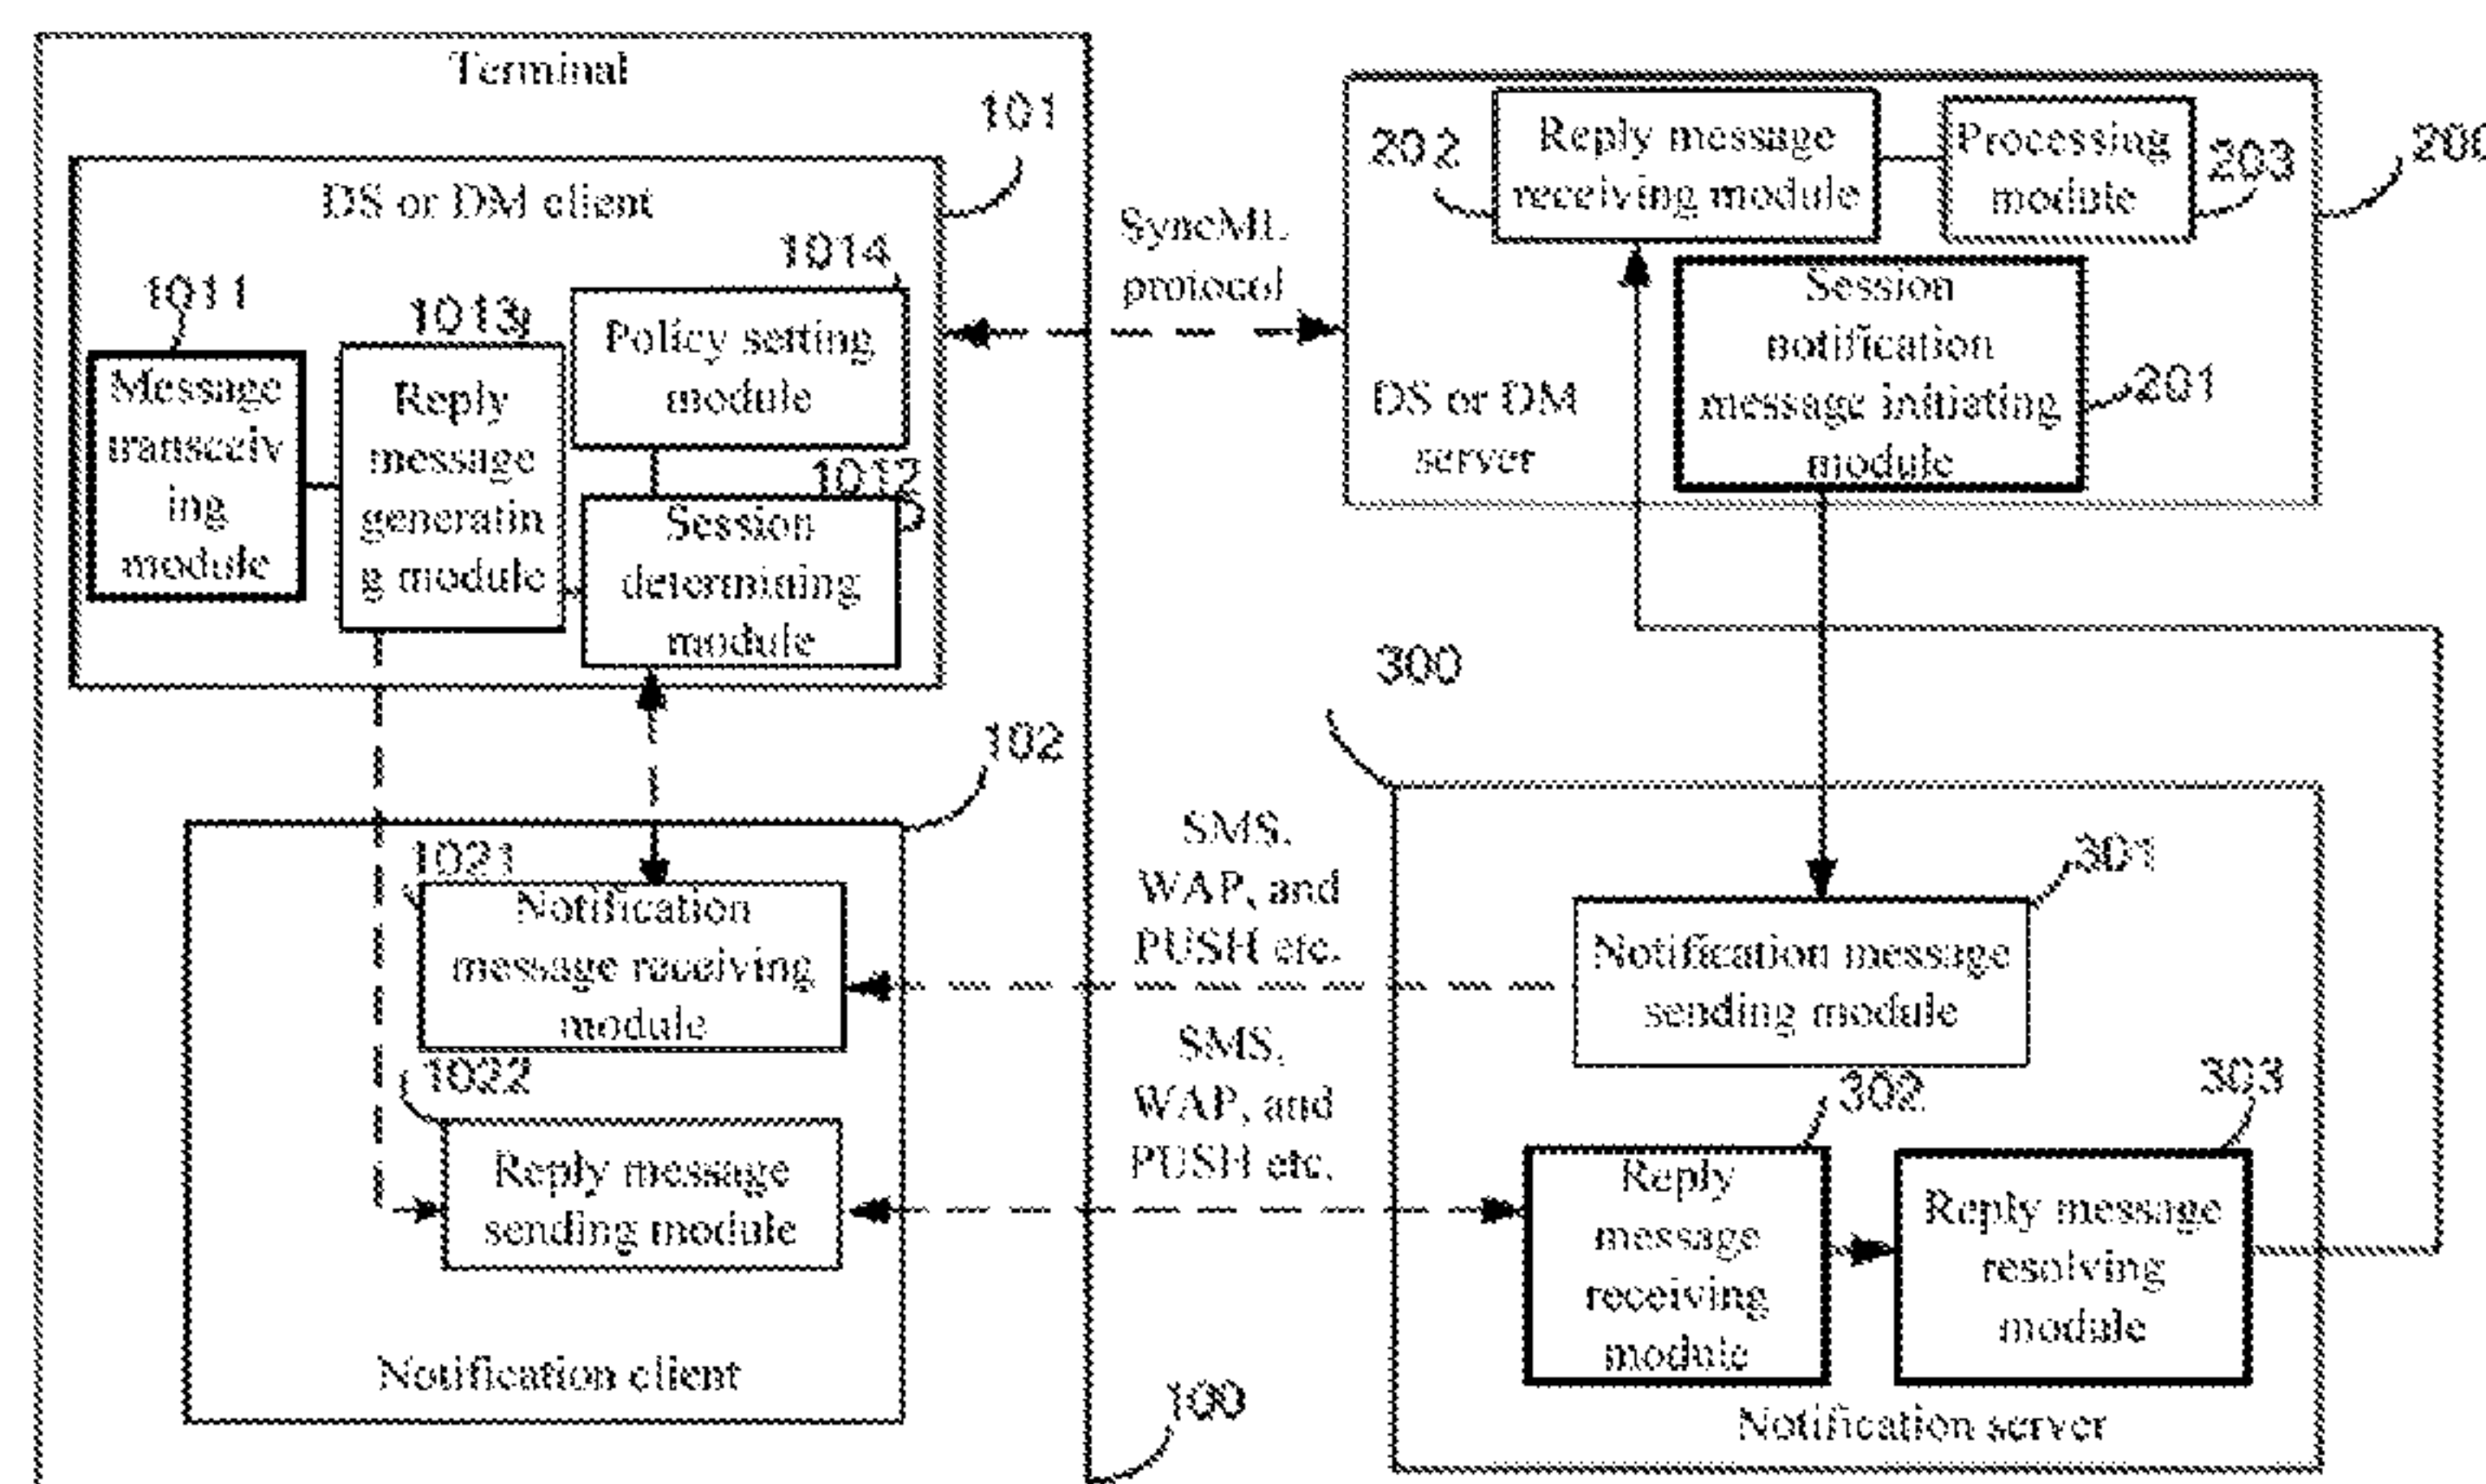 Terminal
101
DS or DM client
1014
1011
1013
Policy setting
module
Message
transceiv
ing
module
Reply
message
generatin
g module
1012
Session
determining
module
102
1021
Notification
message receiving
module
1022
Reply message
sending module
Notification client
100
SyncML
protocol
SMS,
WAP, and
PUSH etc.
SMS,
WAP, and
PUSH etc.
202
Reply message
receiving module
Processing
module
203
200
Session
notification
message initiating
module
201
DS or DM
server
300
301
Notification message
sending module
302
303
Reply
message
receiving
module
Reply message
resolving
module
Notification server